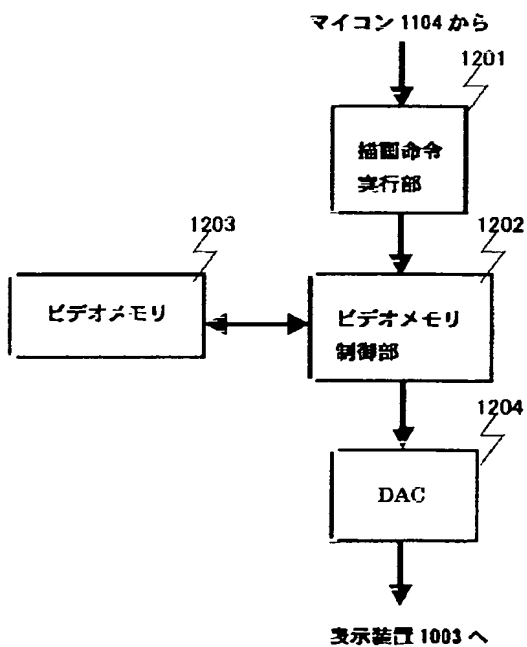 マイコン 1104 から
1201
描画命令
実行部
1203
1202
ビデオメモリ
ビデオメモリ
制御部
1204
DAC
表示装置 1003 へ